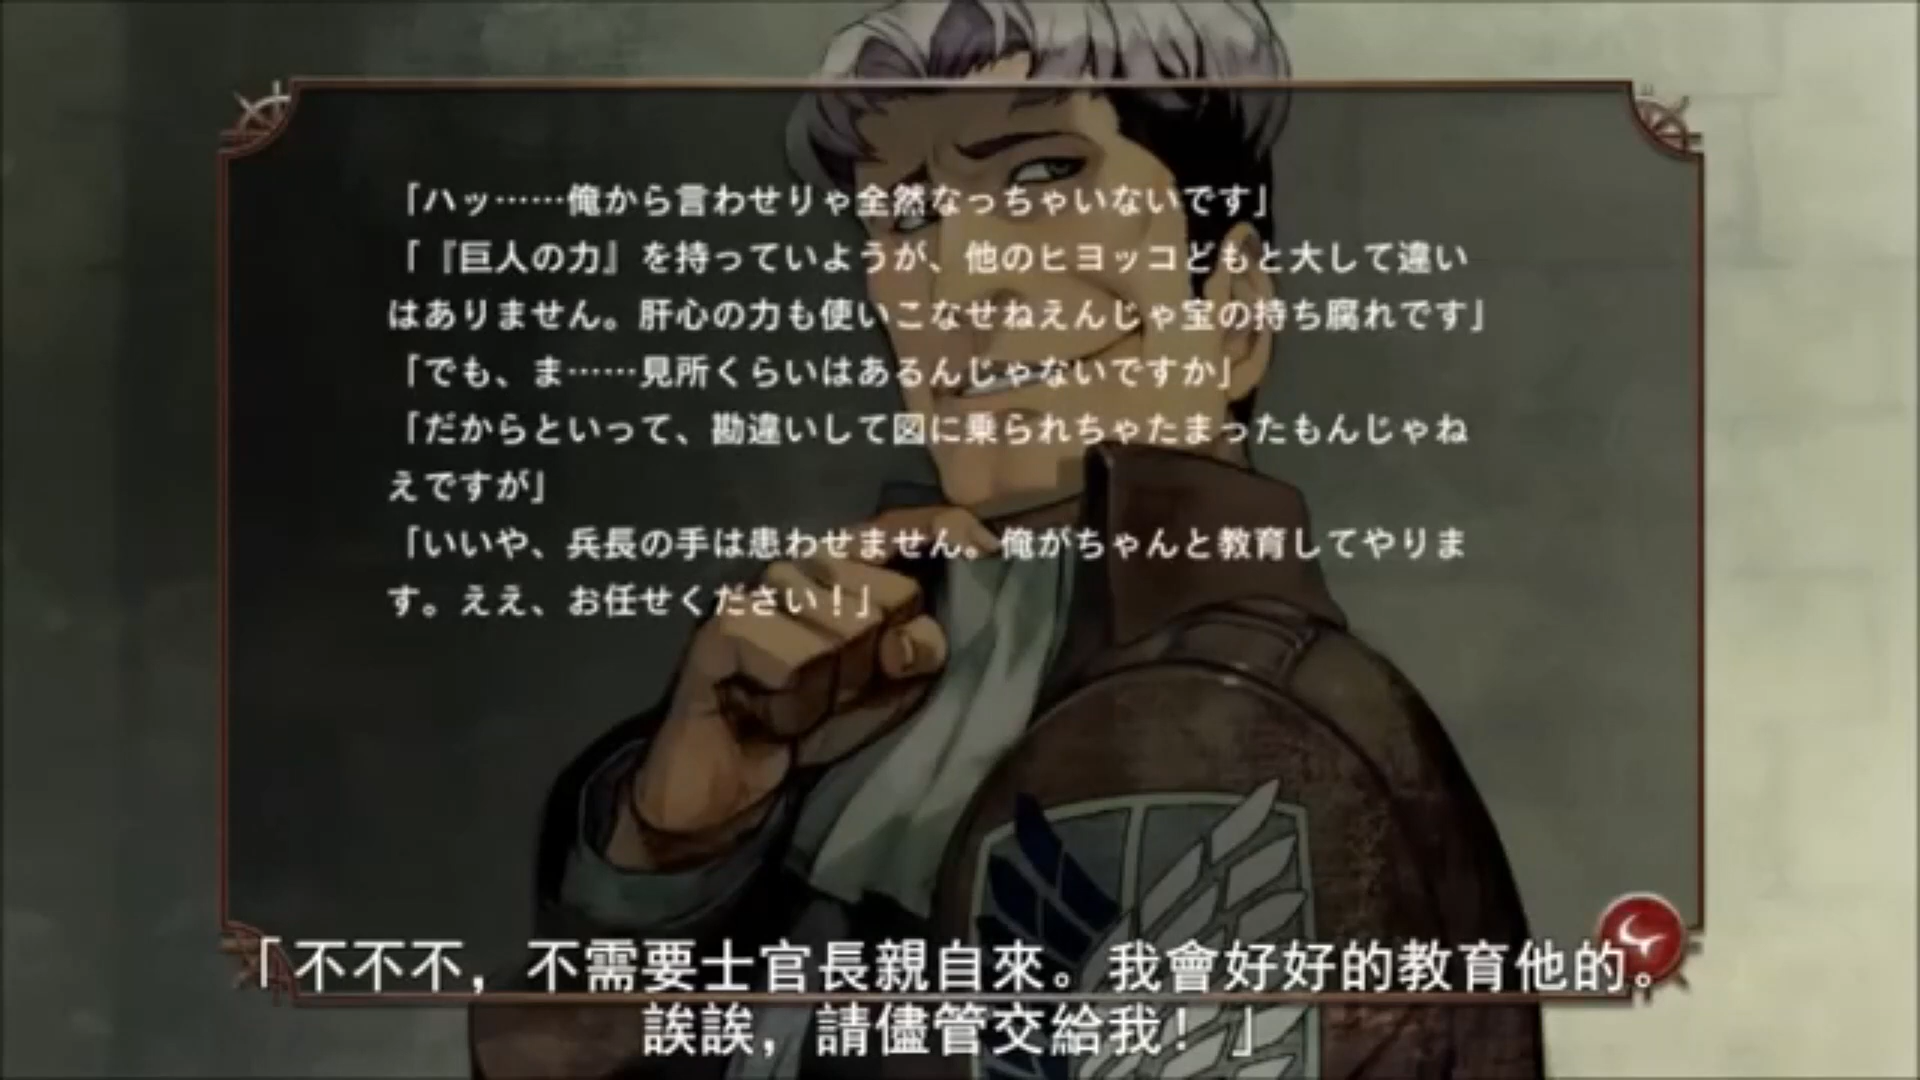 「ハッ……俺から言わせりゃ全然なっちゃいないです」
「『巨人の力』を持っていようが、他のヒヨッコどもと大して違い
はありません。肝心の力も使いこなせねえんじゃ宝の持ち腐れです」
「でも、ま……見所くらいはあるんじゃないですか」
「だからといって、勘違いして図に乗られちゃたまったもんじゃね
えですが」
「いいや、兵長の手は患わせません。俺がちゃんと教育してやりま
す。ええ、お任せください！」
「不不不，不需要士官長親自來。我會好好的教育他的。
誒誒，請儘管交給我！」